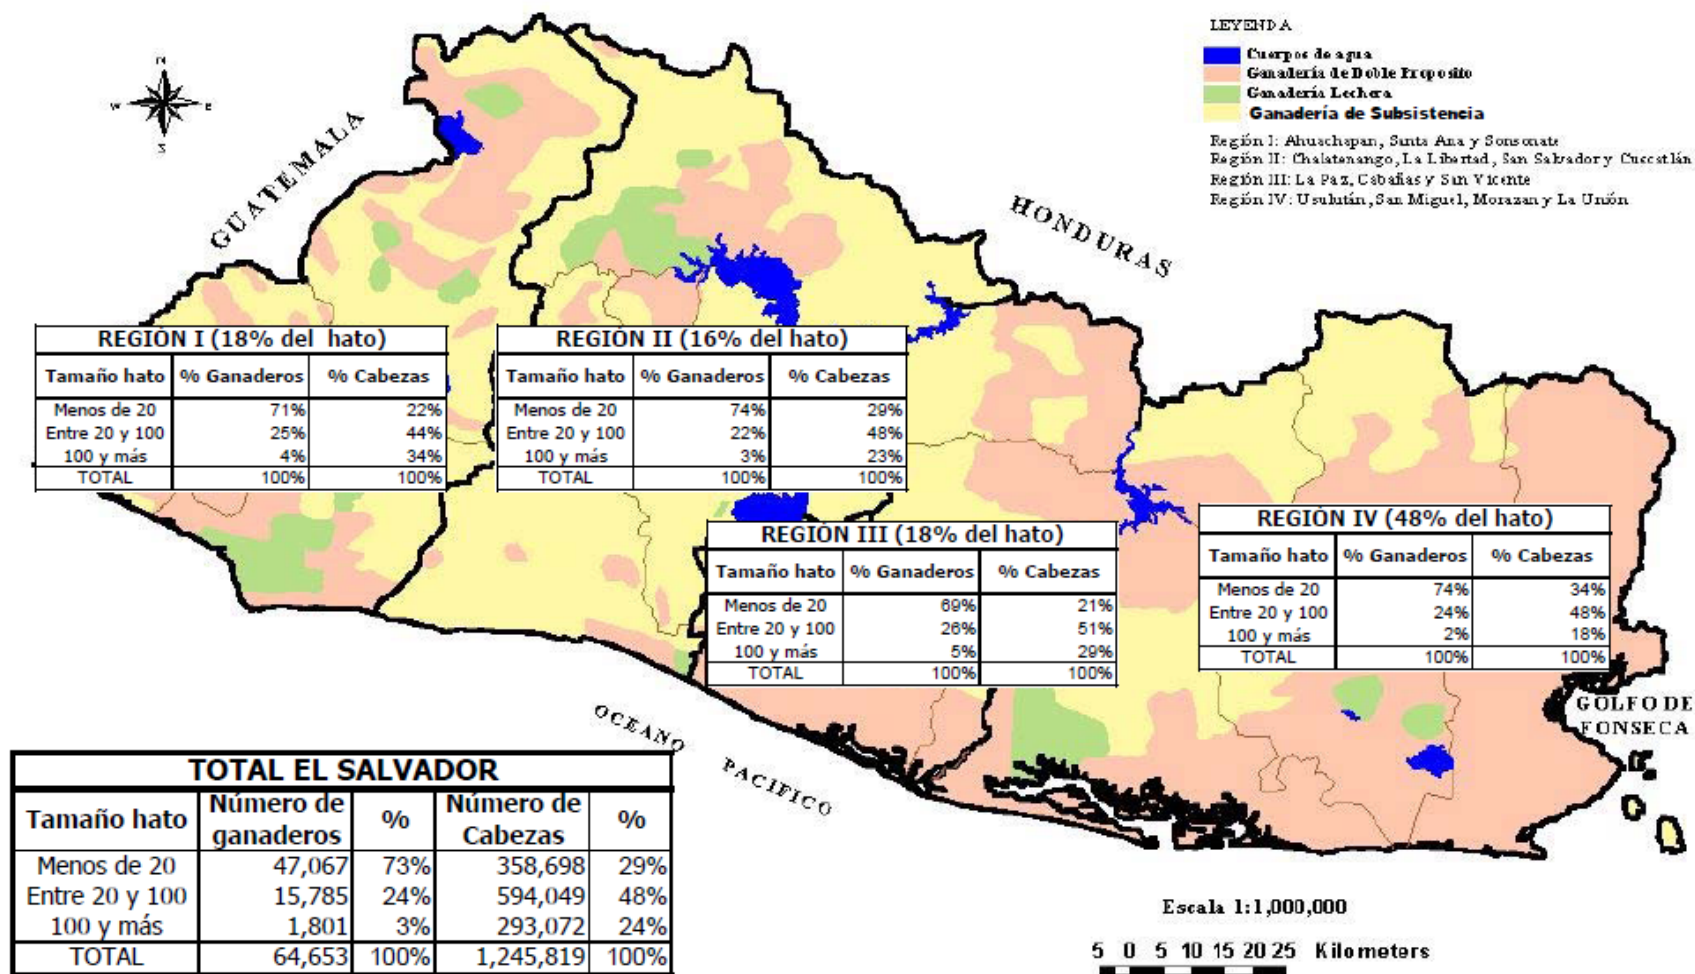 LEYENDA
Cuerpos de agua
Ganadería de Doble Proposito
Ganadería Lechera
Ganadería de Subsistencia
Región I: Ahuachapan, Santa Ana y Sonsonate
Región II: Chalatenango, La Libertad, San Salvador y Cuscatlán
Región III: La Paz, Cabañas y San Vicente
Región IV: Usulután, San Miguel, Morazan y La Unión
N
W E
S
GUATEMALA
HONDURAS
REGIÓN I (18% del hato)
Tamaño hato % Ganaderos % Cabezas
Menos de 20 71% 22%
Entre 20 y 100 25% 44%
100 y más 4% 34%
TOTAL 100% 100%
REGIÓN II (16% del hato)
Tamaño hato % Ganaderos % Cabezas
Menos de 20 74% 29%
Entre 20 y 100 22% 48%
100 y más 3% 23%
TOTAL 100% 100%
REGIÓN III (18% del hato)
Tamaño hato % Ganaderos % Cabezas
Menos de 20 69% 21%
Entre 20 y 100 26% 51%
100 y más 5% 29%
TOTAL 100% 100%
REGIÓN IV (48% del hato)
Tamaño hato % Ganaderos % Cabezas
Menos de 20 74% 34%
Entre 20 y 100 24% 48%
100 y más 2% 18%
TOTAL 100% 100%
GOLFO DE
FONSECA
OCEANO PACIFICO
TOTAL EL SALVADOR
Tamaño hato Número de ganaderos % Número de Cabezas %
Menos de 20 47,067 73% 358,698 29%
Entre 20 y 100 15,785 24% 594,049 48%
100 y más 1,801 3% 293,072 24%
TOTAL 64,653 100% 1,245,819 100%
Escala 1:1,000,000
5 0 5 10 15 20 25 Kilometers